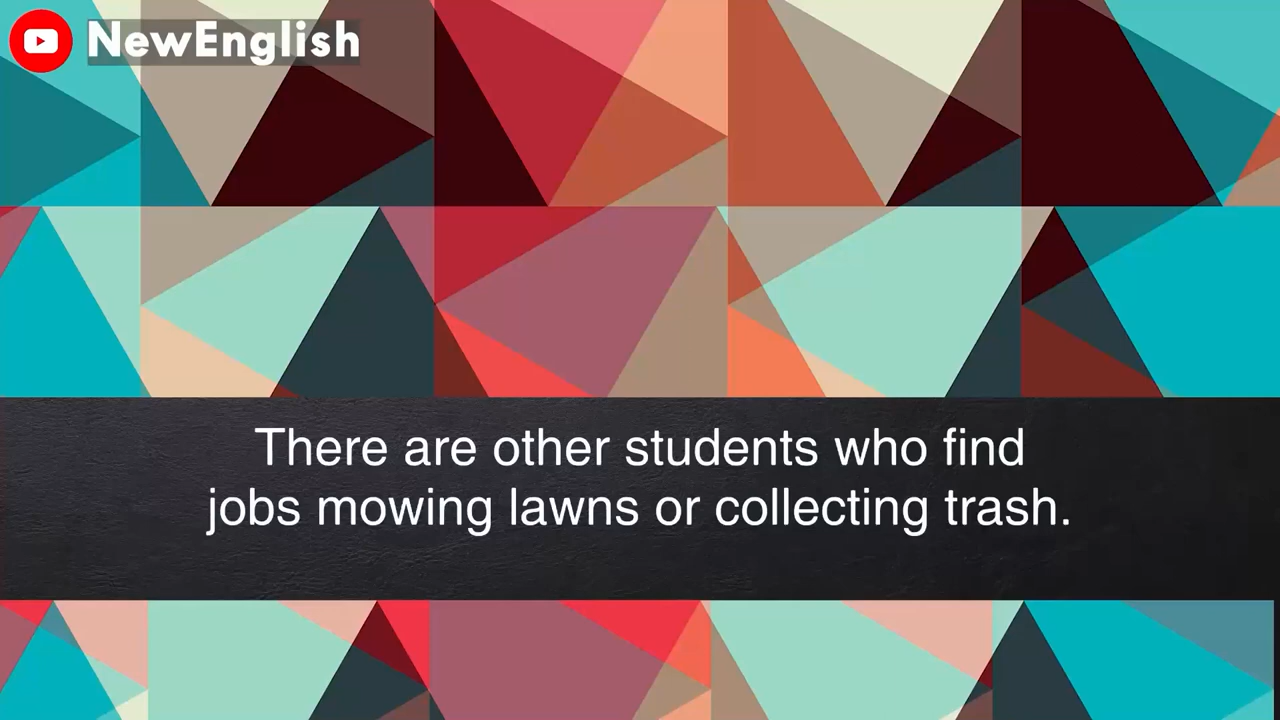 NewEnglish
There are other students who find
jobs mowing lawns or collecting trash.